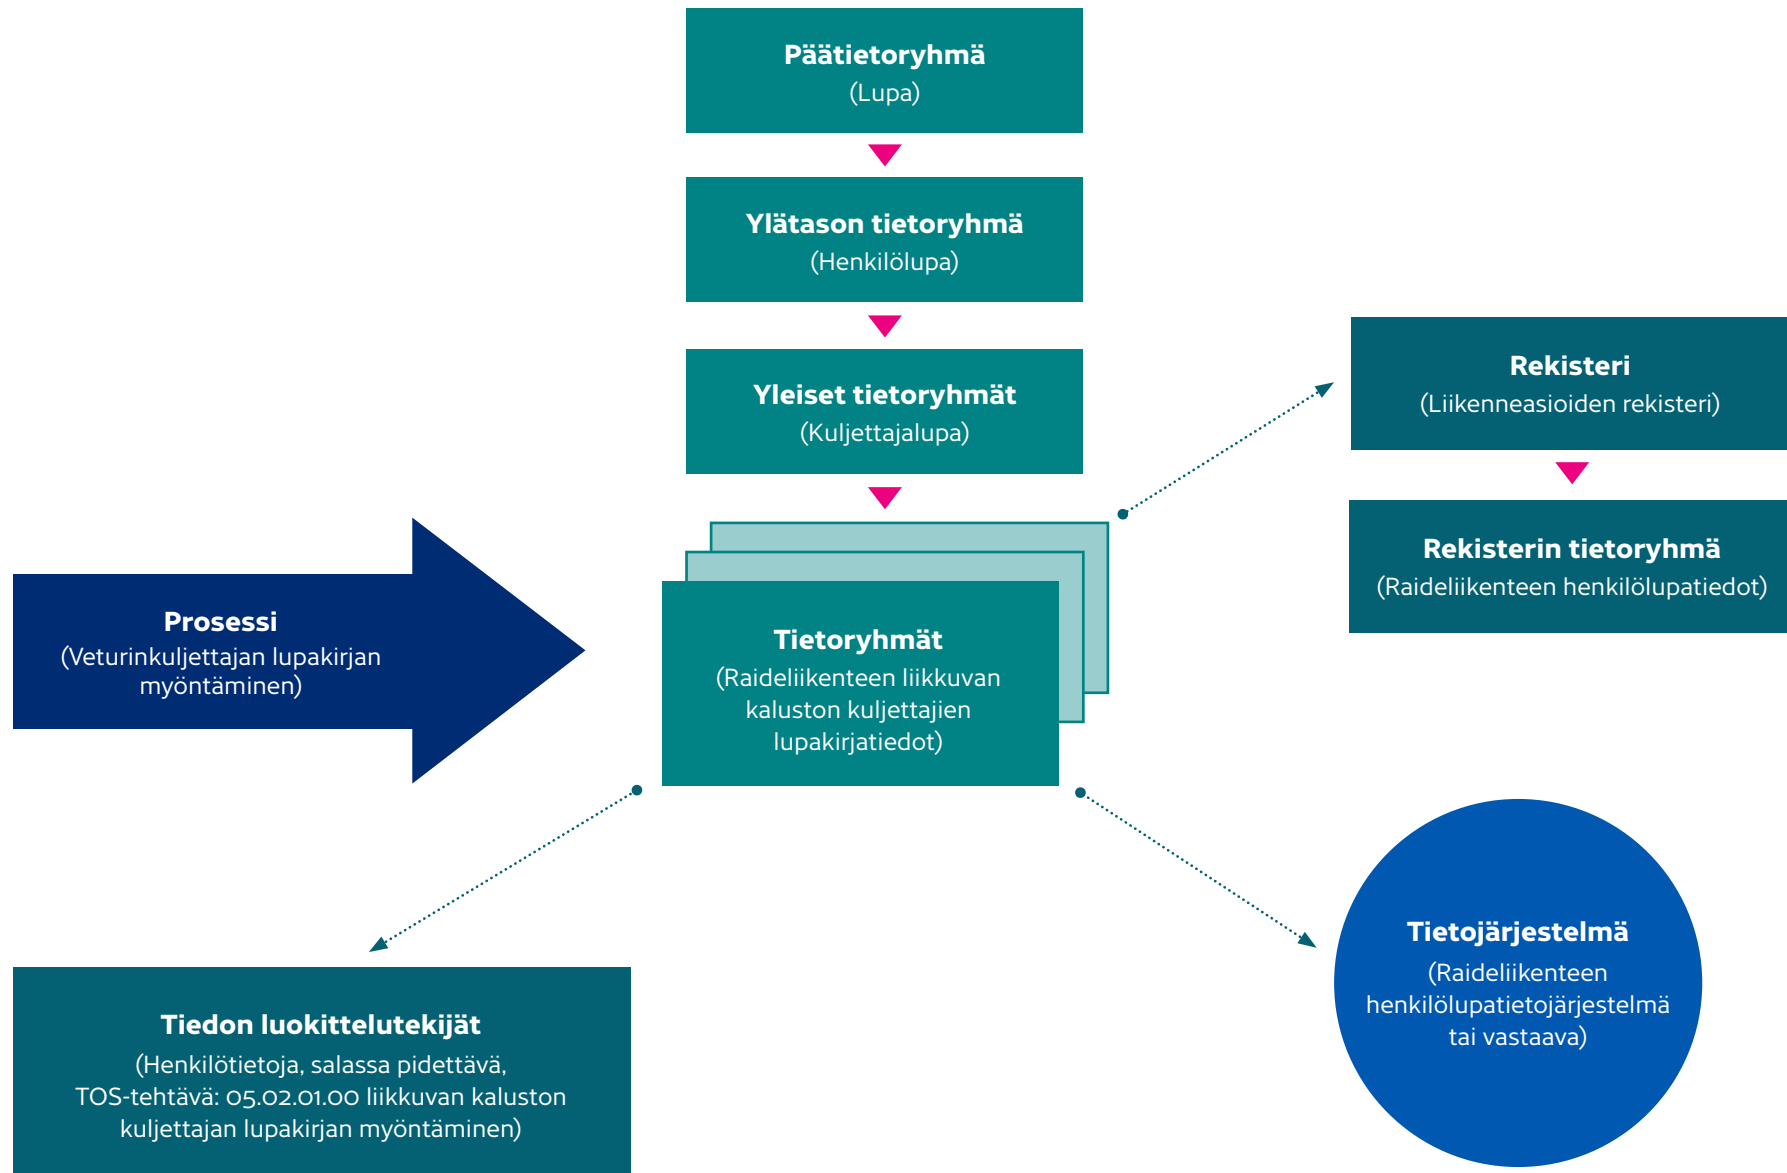 Päätietoryhmä
(Lupa)
Ylätason tietoryhmä
(Henkilölupa)
Yleiset tietoryhmät
(Kuljettajalupa)
Rekisteri
(Liikenneasioiden rekisteri)
Rekisterin tietoryhmä
(Raideliikenteen henkilölupatiedot)
Prosessi
(Veturinkuljettajan lupakirjan
myöntäminen)
Tietoryhmät
(Raideliikenteen liikkuvan
kaluston kuljettajien
lupakirjatiedot)
Tiedon luokittelutekijät
(Henkilötietoja, salassa pidettävä,
TOS-tehtävä: 05.02.01.00 liikkuvan kaluston
kuljettajan lupakirjan myöntäminen)
Tietojärjestelmä
(Raideliikenteen
henkilölupatietojärjestelmä
tai vastaava)